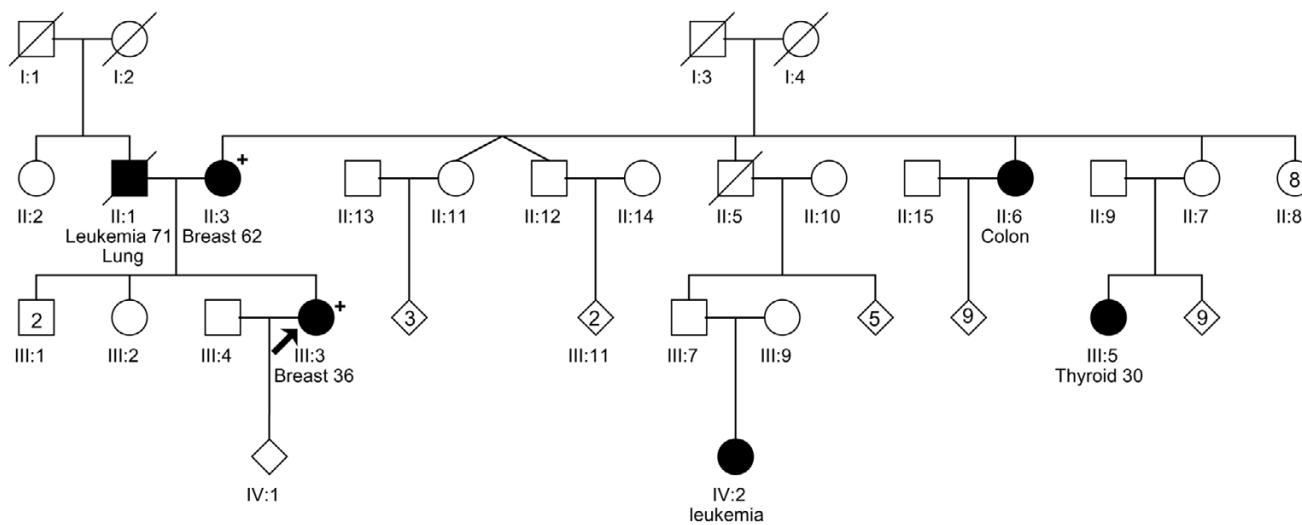 I:1 I:2 I:3 I:4
+ 8
II:2 II:1 II:3 II:13 II:11 II:12 II:14 II:5 II:10 II:15 II:6 II:9 II:7 II:8
Leukemia 71 Breast 62 Colon
Lung
2 + 3 2 5 9 9
III:1 III:2 III:4 III:3 III:11 III:7 III:9 III:5
Breast 36 Thyroid 30
IV:1 IV:2
leukemia